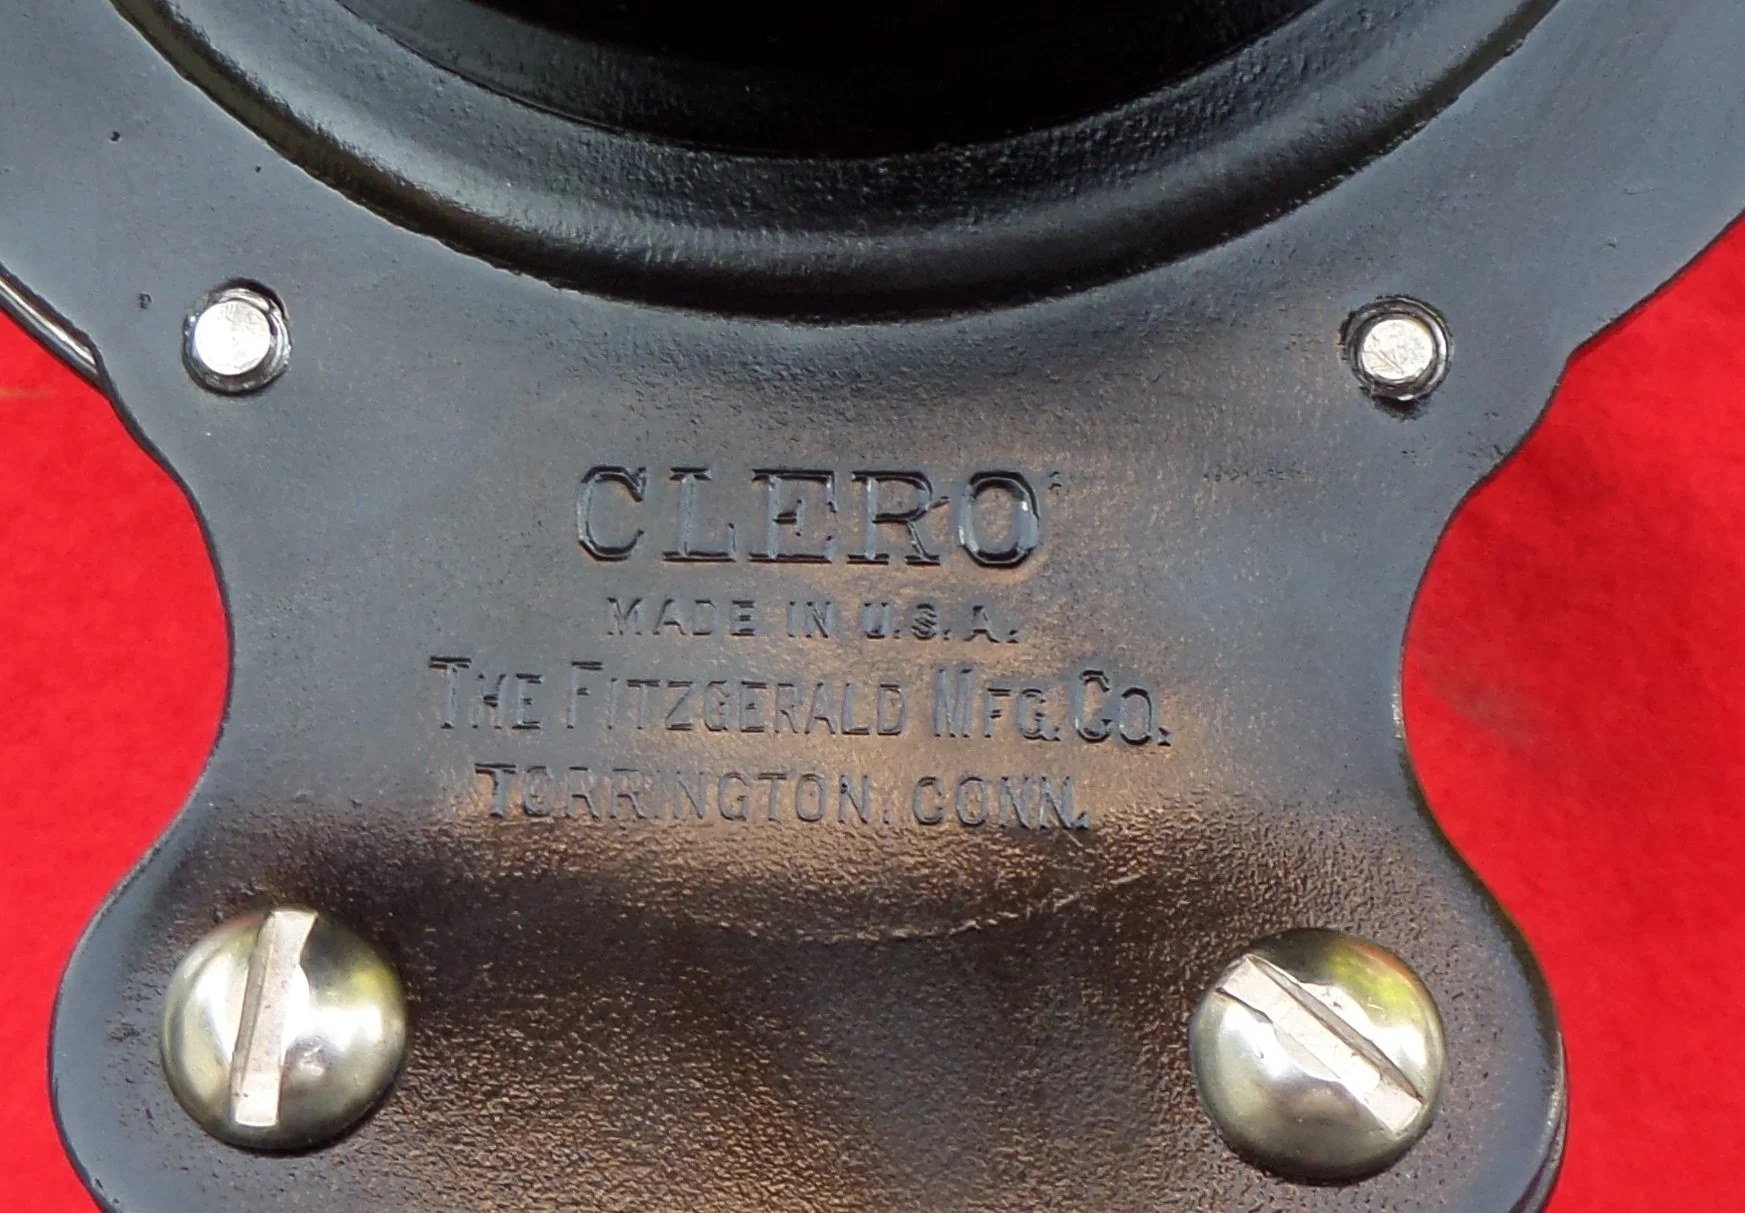 CLERO
MADE IN U.S.A.
THE FITZGERALD MFG. CO.
TORRINGTON, CONN.